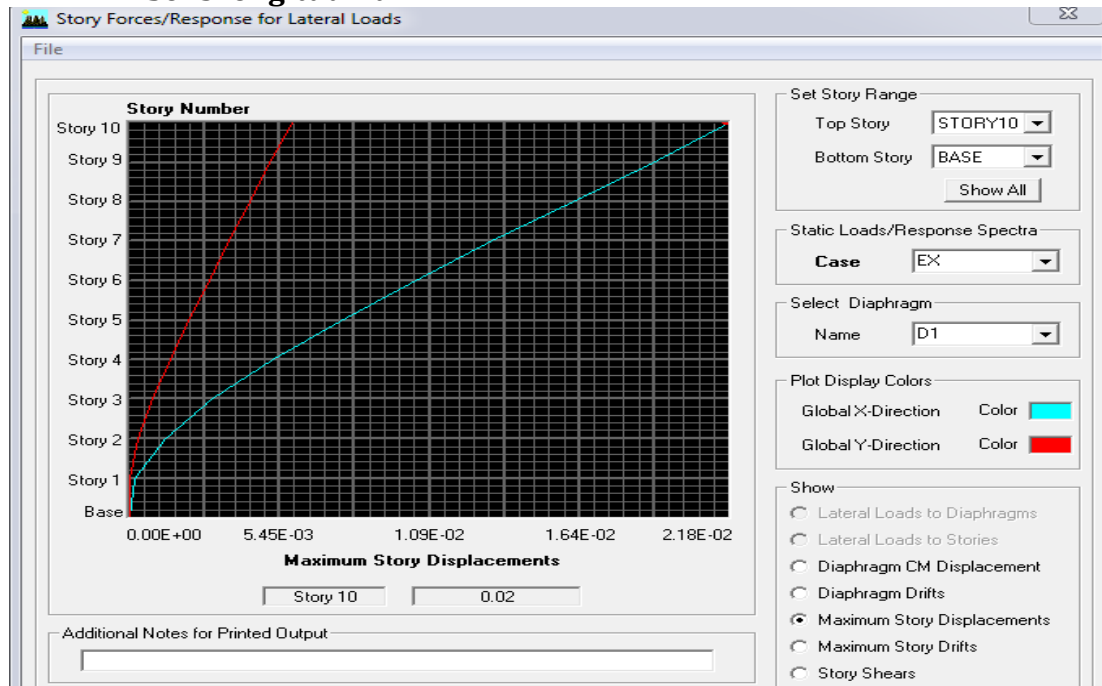 Story Forces/Response for Lateral Loads
File
Story Number
Story 10
Story 9
Story 8
Story 7
Story 6
Story 5
Story 4
Story 3
Story 2
Story 1
Base
0.00E+00 5.45E-03 1.09E-02 1.64E-02 2.18E-02
Maximum Story Displacements
Story 10 0.02
Additional Notes for Printed Output
Set Story Range
Top Story STORY10
Bottom Story BASE
Show All
Static Loads/Response Spectra
Case EX
Select Diaphragm
Name D1
Plot Display Colors
Global X-Direction Color
Global Y-Direction Color
Show
Lateral Loads to Diaphragms
Lateral Loads to Stories
Diaphragm CM Displacement
Diaphragm Drifts
Maximum Story Displacements
Maximum Story Drifts
Story Shears